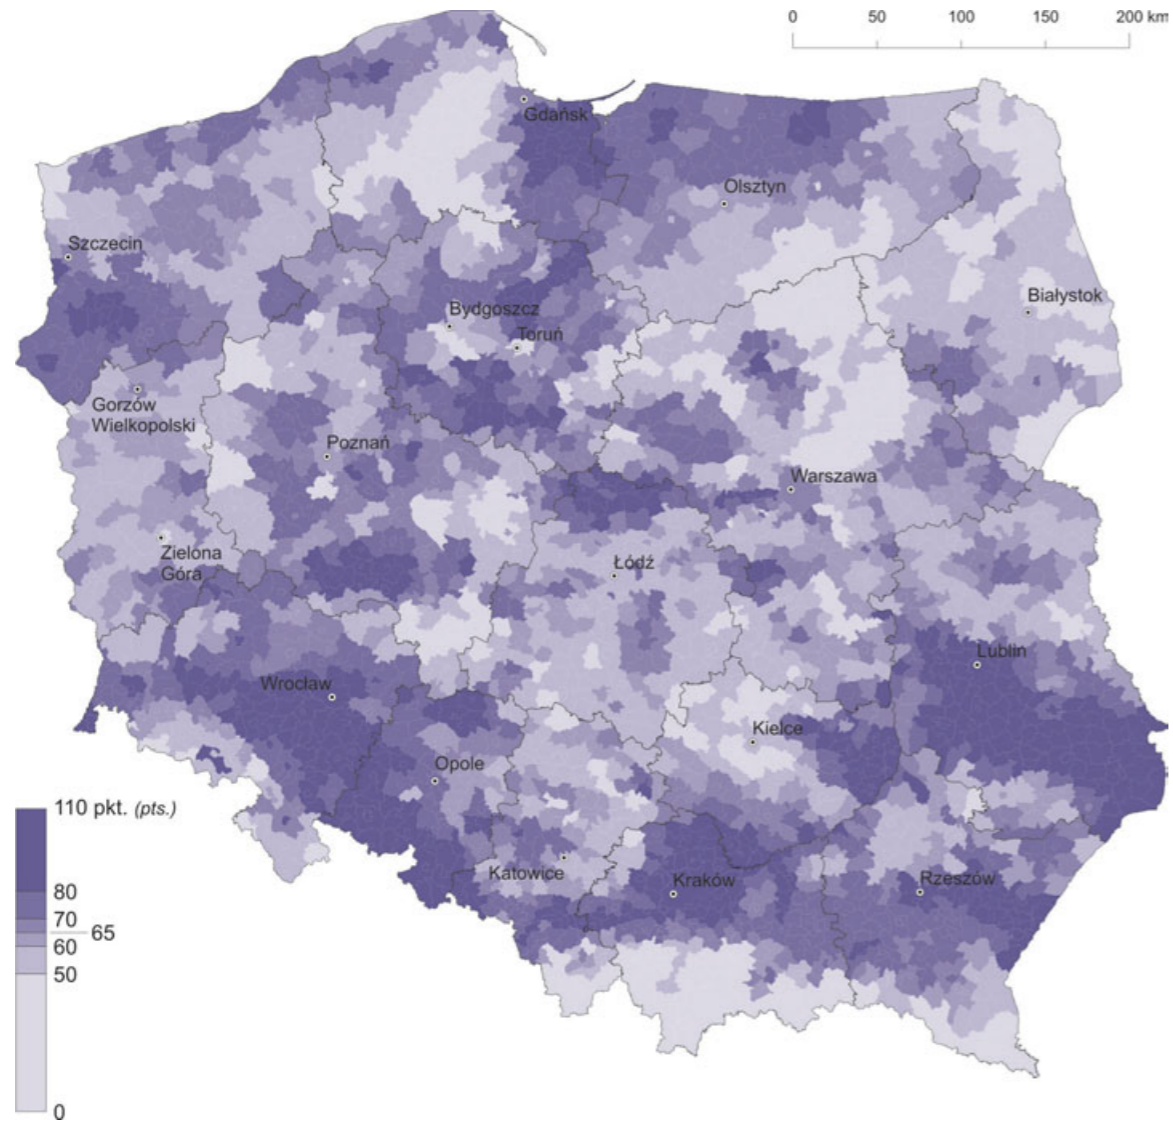 0 50 100 150 200 km
Gdańsk
Olsztyn
Szczecin
Białystok
Bydgoszcz
Toruń
Gorzów
Wielkopolski
Poznań
Warszawa
Zielona
Góra
Łódź
Lublin
Wrocław
Kielce
Opole
110 pkt. (pts.)
Katowice
Kraków
Rzeszów
80
70
65
60
50
0